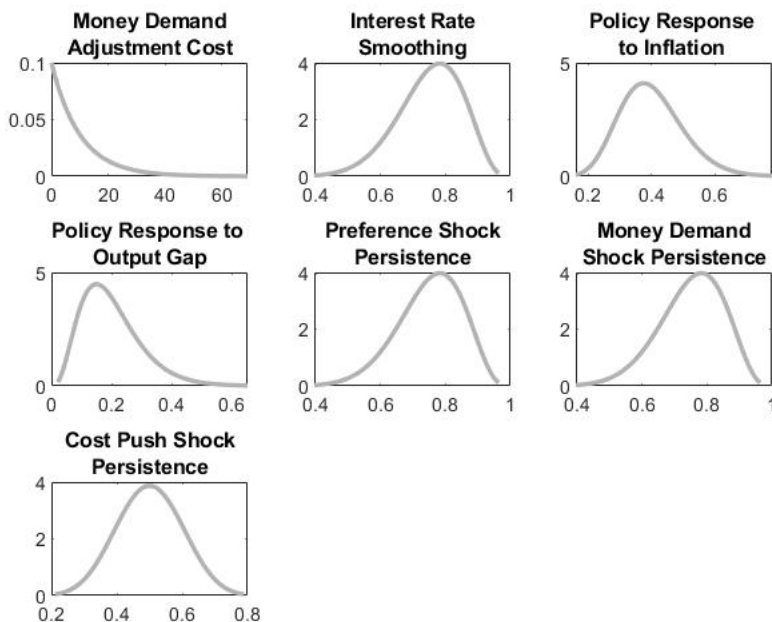 Money Demand
Adjustment Cost
0.1
0.05
0
0 20 40 60
Interest Rate
Smoothing
4
2
0
0.4 0.6 0.8 1
Policy Response
to Inflation
5
0
0.2 0.4 0.6
Policy Response to
Output Gap
5
0
0 0.2 0.4 0.6
Preference Shock
Persistence
4
2
0
0.4 0.6 0.8 1
Money Demand
Shock Persistence
4
2
0
0.4 0.6 0.8 1
Cost Push Shock
Persistence
4
2
0
0.2 0.4 0.6 0.8